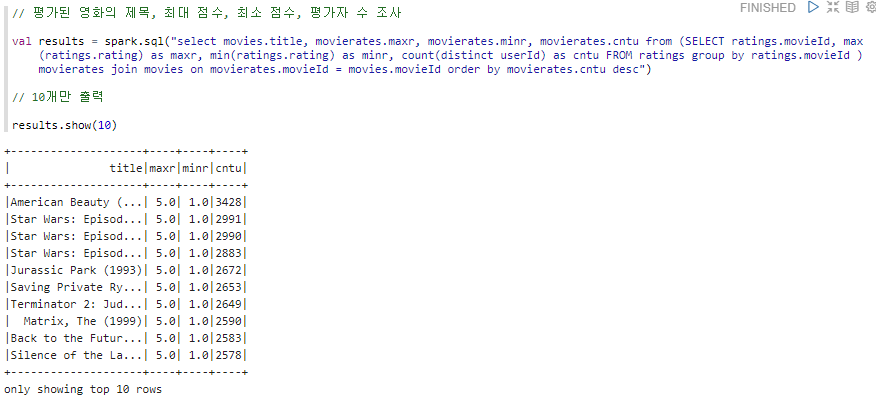 // 평가된 영화의 제목, 최대 점수, 최소 점수, 평가자 수 조사
FINISHED
val results = spark.sql("select movies.title, movierates.maxr, movierates.minr, movierates.cntu from (SELECT ratings.movieId, max
(ratings.rating) as maxr, min(ratings.rating) as minr, count(distinct userId) as cntu FROM ratings group by ratings.movieId )
movierates join movies on movierates.movieId = movies.movieId order by movierates.cntu desc")
// 10개만 출력
results.show(10)
+--------------------+----+----+----+
|               title|maxr|minr|cntu|
+--------------------+----+----+----+
|American Beauty (...| 5.0| 1.0|3428|
|Star Wars: Episod...| 5.0| 1.0|2991|
|Star Wars: Episod...| 5.0| 1.0|2990|
|Star Wars: Episod...| 5.0| 1.0|2883|
|Jurassic Park (1993)| 5.0| 1.0|2672|
|Saving Private Ry...| 5.0| 1.0|2653|
|Terminator 2: Jud...| 5.0| 1.0|2649|
|  Matrix, The (1999)| 5.0| 1.0|2590|
|Back to the Futur...| 5.0| 1.0|2583|
|Silence of the La...| 5.0| 1.0|2578|
+--------------------+----+----+----+
only showing top 10 rows